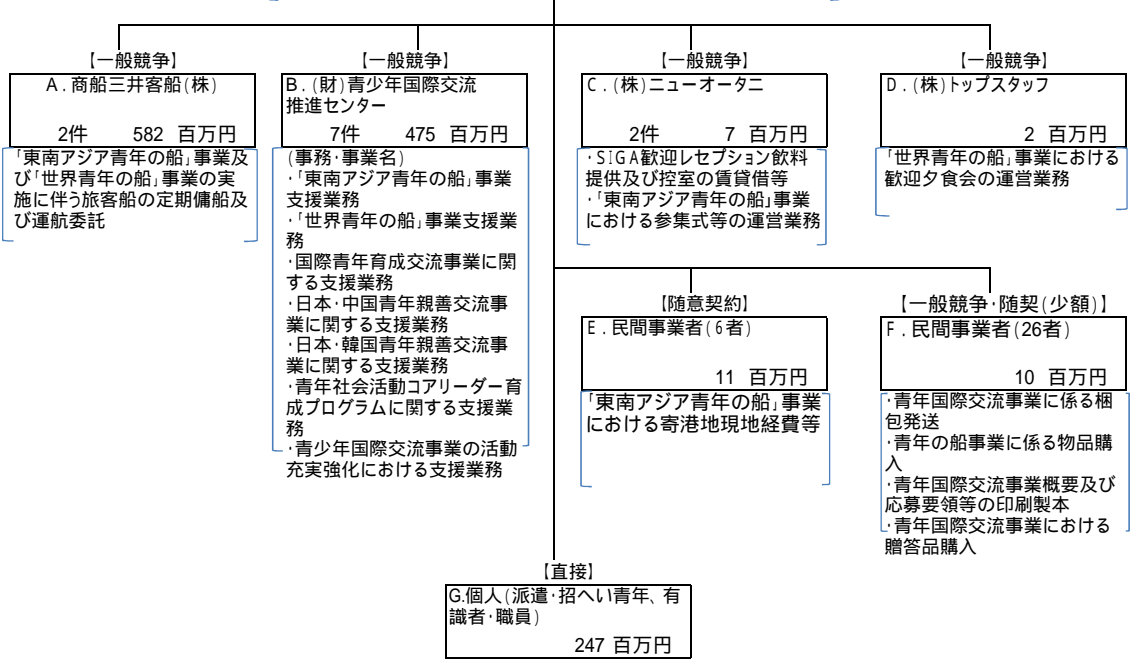 【一般競争】
A．商船三井客船(株)
2件 582 百万円
「東南アジア青年の船」事業及
び「世界青年の船」事業の実
施に伴う旅客船の定期傭船及
び運航委託
【一般競争】
B．(財)青少年国際交流
推進センター
7件 475 百万円
(事務・事業名)
・「東南アジア青年の船」事業
支援業務
・「世界青年の船」事業支援業
務
・国際青年育成交流事業に関
する支援業務
・日本・中国青年親善交流事
業に関する支援業務
・日本・韓国青年親善交流事
業に関する支援業務
・青年社会活動コアリーダー育
成プログラムに関する支援業
務
・青少年国際交流事業の活動
充実強化における支援業務
【一般競争】
C．(株)ニューオータニ
2件 7 百万円
・SIGA歓迎レセプション飲料
提供及び控室の賃貸借等
・「東南アジア青年の船」事業
における参集式等の運営業務
【一般競争】
D．(株)トップスタッフ
2 百万円
「世界青年の船」事業における
歓迎夕食会の運営業務
【随意契約】
E．民間事業者(6者)
11 百万円
「東南アジア青年の船」事業
における寄港地現地経費等
【一般競争・随契(少額)】
F．民間事業者(26者)
10 百万円
・青年国際交流事業に係る梱
包発送
・青年の船事業に係る物品購
入
・青年国際交流事業概要及び
応募要領等の印刷製本
・青年国際交流事業における
贈答品購入
【直接】
G.個人(派遣・招へい青年、有
識者・職員)
247 百万円